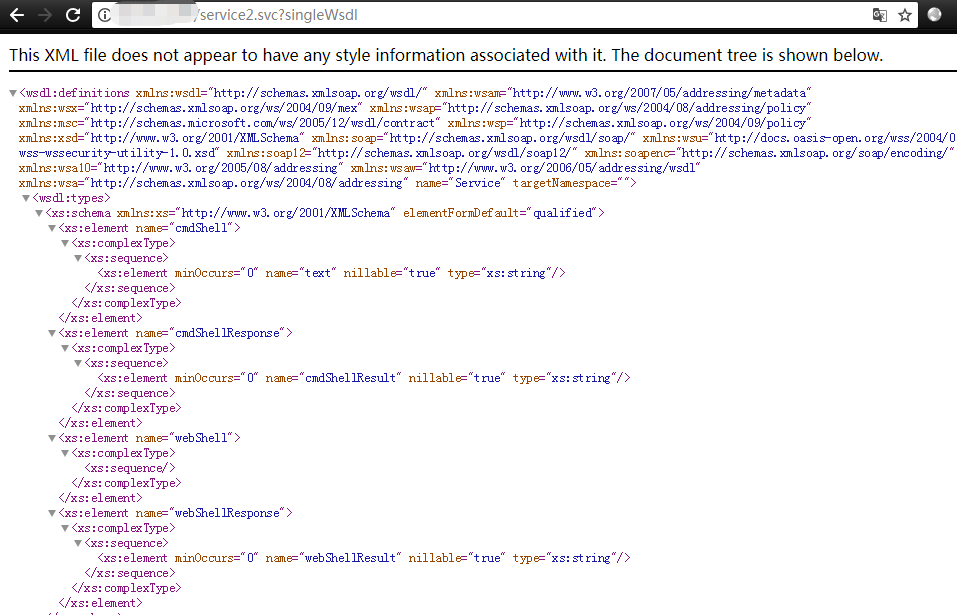 /service2.svc?singleWsdl
This XML file does not appear to have any style information associated with it. The document tree is shown below.
<wsdl:definitions xmlns:wsdl="http://schemas.xmlsoap.org/wsdl/" xmlns:wsam="http://www.w3.org/2007/05/addressing/metadata"
xmlns:wsx="http://schemas.xmlsoap.org/ws/2004/09/mex" xmlns:wsap="http://schemas.xmlsoap.org/ws/2004/08/addressing/policy"
xmlns:msc="http://schemas.microsoft.com/ws/2005/12/wsdl/contract" xmlns:wsp="http://schemas.xmlsoap.org/ws/2004/09/policy"
xmlns:xsd="http://www.w3.org/2001/XMLSchema" xmlns:soap="http://schemas.xmlsoap.org/wsdl/soap/" xmlns:wsu="http://docs.oasis-open.org/wss/2004/0
wss-wssecurity-utility-1.0.xsd" xmlns:soap12="http://schemas.xmlsoap.org/wsdl/soap12/" xmlns:soapenc="http://schemas.xmlsoap.org/soap/encoding/"
xmlns:wsa10="http://www.w3.org/2005/08/addressing" xmlns:wsaw="http://www.w3.org/2006/05/addressing/wsdl"
xmlns:wsa="http://schemas.xmlsoap.org/ws/2004/08/addressing" name="Service" targetNamespace="">
<wsdl:types>
<xs:schema xmlns:xs="http://www.w3.org/2001/XMLSchema" elementFormDefault="qualified">
<xs:element name="cmdShell">
<xs:complexType>
<xs:sequence>
<xs:element minOccurs="0" name="text" nillable="true" type="xs:string"/>
</xs:sequence>
</xs:complexType>
</xs:element>
<xs:element name="cmdShellResponse">
<xs:complexType>
<xs:sequence>
<xs:element minOccurs="0" name="cmdShellResult" nillable="true" type="xs:string"/>
</xs:sequence>
</xs:complexType>
</xs:element>
<xs:element name="webShell">
<xs:complexType>
<xs:sequence/>
</xs:complexType>
</xs:element>
<xs:element name="webShellResponse">
<xs:complexType>
<xs:sequence>
<xs:element minOccurs="0" name="webShellResult" nillable="true" type="xs:string"/>
</xs:sequence>
</xs:complexType>
</xs:element>